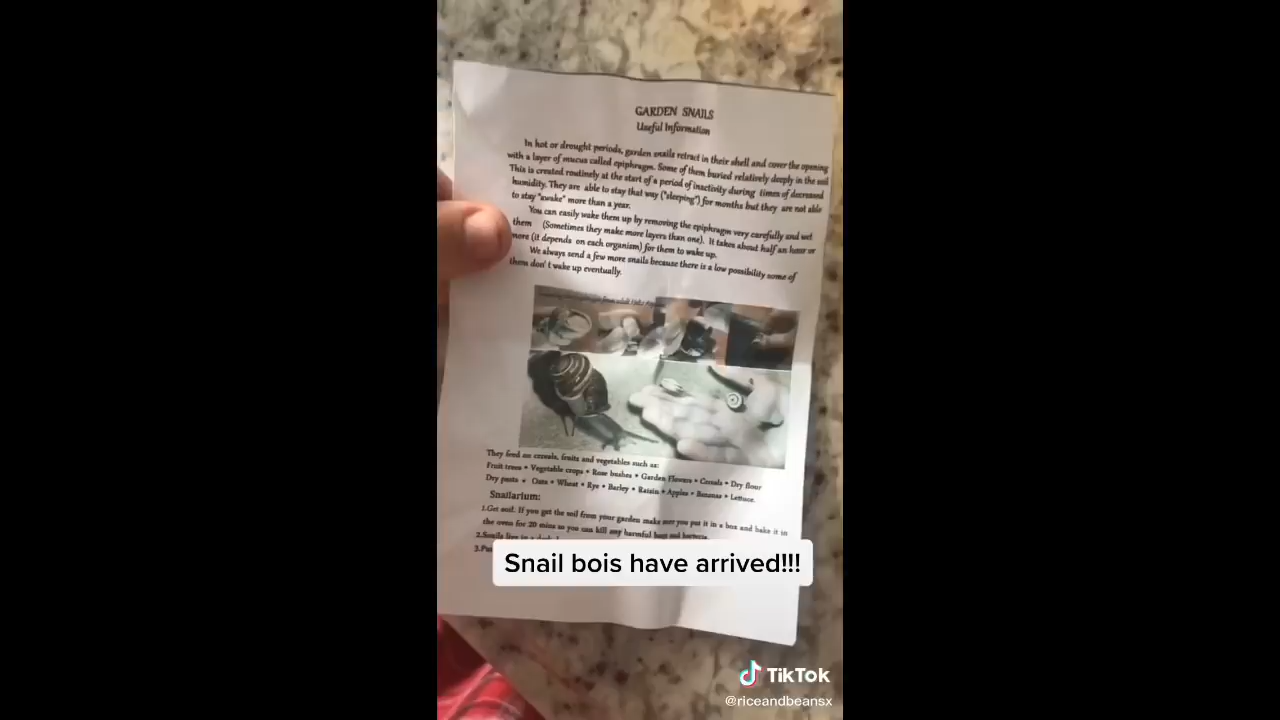 GARDEN SNAILS
Useful Information
In hot or drought periods, garden snails retract in their shell and cover the opening
with a layer of mucus called epiphragm. Some of them buried relatively deeply in the soil
This is created routinely at the start of a period of inactivity during times of decreased
humidity. They are able to stay that way ("sleeping") for months but they are not able
to stay "awake" more than a year.
You can easily wake them up by removing the epiphragm very carefully and wet
them (Sometimes they make more layers than one). It takes about half an hour or
more (it depends on each organism) for them to wake up.
We always send a few more snails because there is a low possibility some of
them don't wake up eventually.
from adult
They feed on cereals, fruits and vegetables such as:
Fruit trees • Vegetable crops • Rose bushes • Garden Flowers • Cereals • Dry flour
Dry pasta • Oats • Wheat • Rye • Barley • Raisin • Apples • Bananas • Lettuce.
Snailarium:
1.Get soil. If you get the soil from your garden make sure you put it in a box and bake it in
the oven for 20 mins so you can kill any harmful bugs and bacteria.
2.Snails live in a
3.
Snail bois have arrived!!!
TikTok
@riceandbeansx